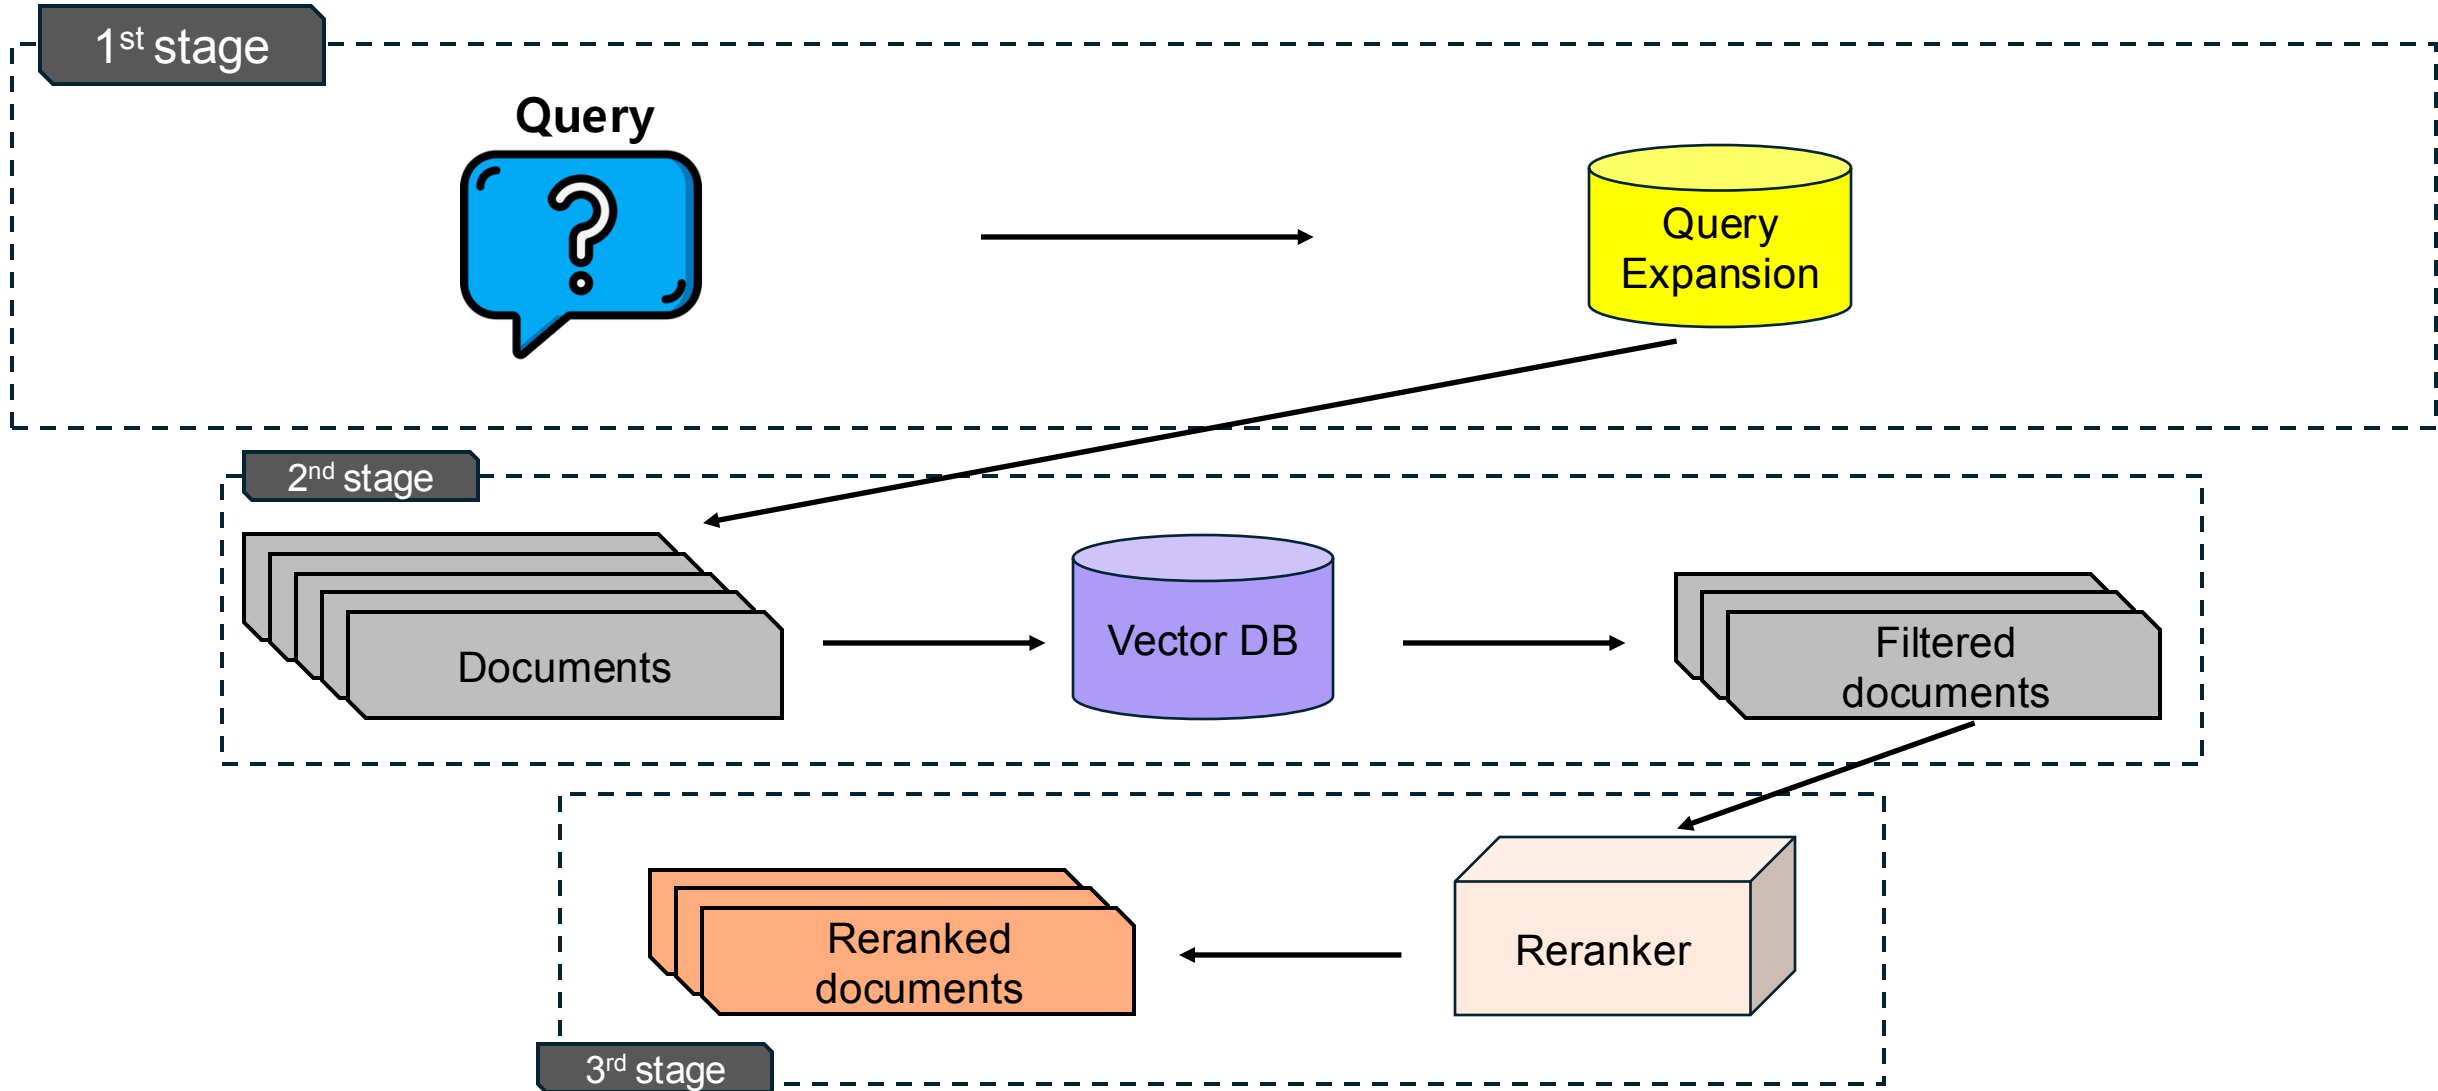 1st stage
Query
Query
Expansion
2nd stage
Documents
Vector DB
Filtered
documents
Reranked
documents
Reranker
3rd stage